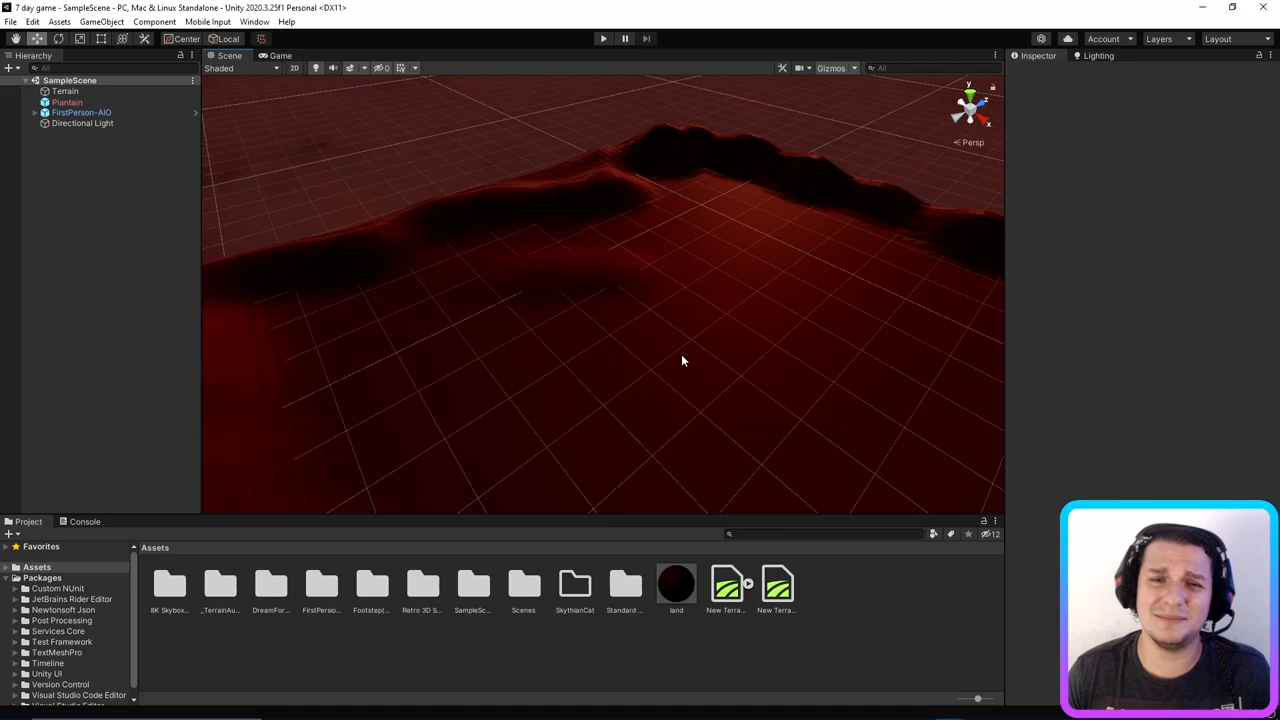 7 day game - SampleScene - PC, Mac & Linux Standalone - Unity 2020.3.25f1 Personal <DX11>
File Edit Assets GameObject Component Mobile Input Window Help
Center Local Account Layers Layout
Hierarchy
All
SampleScene
Terrain
Plantain
FirstPerson-AIO
Directional Light
Scene Game
Shaded 2D Gizmos All
y
z
x
Persp
Inspector Lighting
Project Console
12
Favorites
Assets
Packages
Custom NUnit
JetBrains Rider Editor
Newtonsoft Json
Post Processing
Services Core
Test Framework
TextMeshPro
Timeline
Unity UI
Version Control
Visual Studio Code Editor
Assets
8K Skybox... _TerrainAu... DreamFor... FirstPersio... Footstep(... Retro 3D S... SampleSc... Scenes SkythianCat Standard ... land New Terra... New Terra...